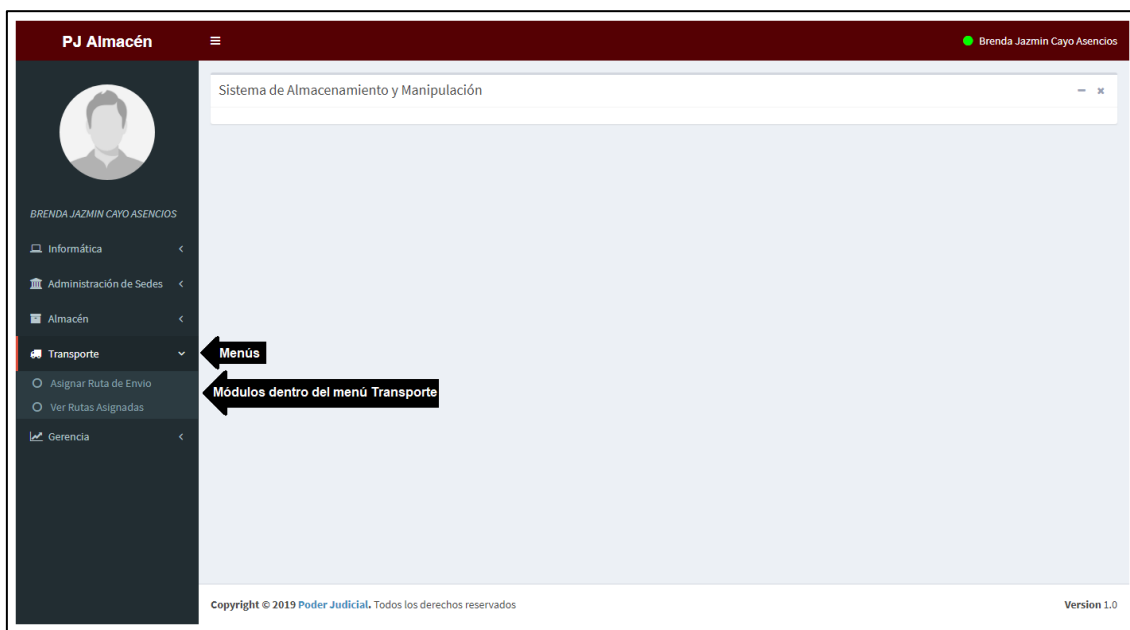 PJ Almacén
Brenda Jazmin Cayo Asencios
Sistema de Almacenamiento y Manipulación
BRENDA JAZMIN CAYO ASENCIOS
Informática
Administración de Sedes
Almacén
Transporte
Menús
Asignar Ruta de Envio
Módulos dentro del menú Transporte
Ver Rutas Asignadas
Gerencia
Copyright © 2019 Poder Judicial. Todos los derechos reservados
Version 1.0